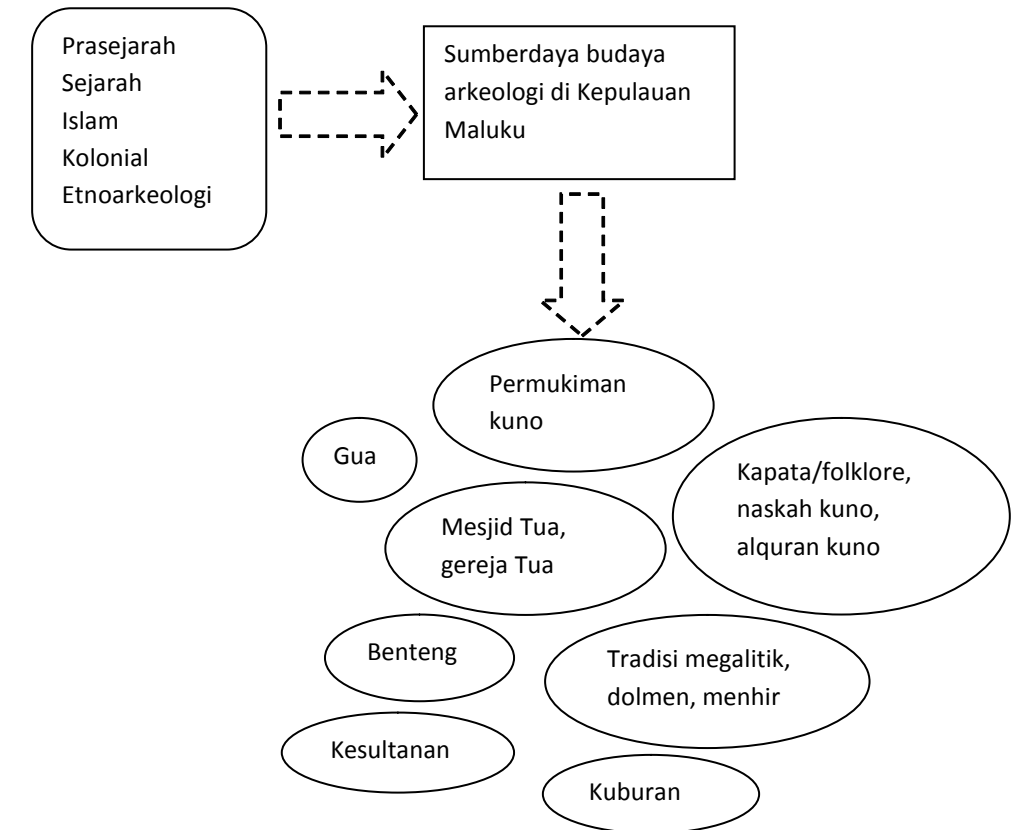 Prasejarah
Sejarah
Islam
Kolonial
Etnoarkeologi
Sumberdaya budaya
arkeologi di Kepulauan
Maluku
Permukiman
kuno
Gua
Kapata/folklore,
naskah kuno,
alquran kuno
Mesjid Tua,
gereja Tua
Benteng
Tradisi megalitik,
dolmen, menhir
Kesultanan
Kuburan